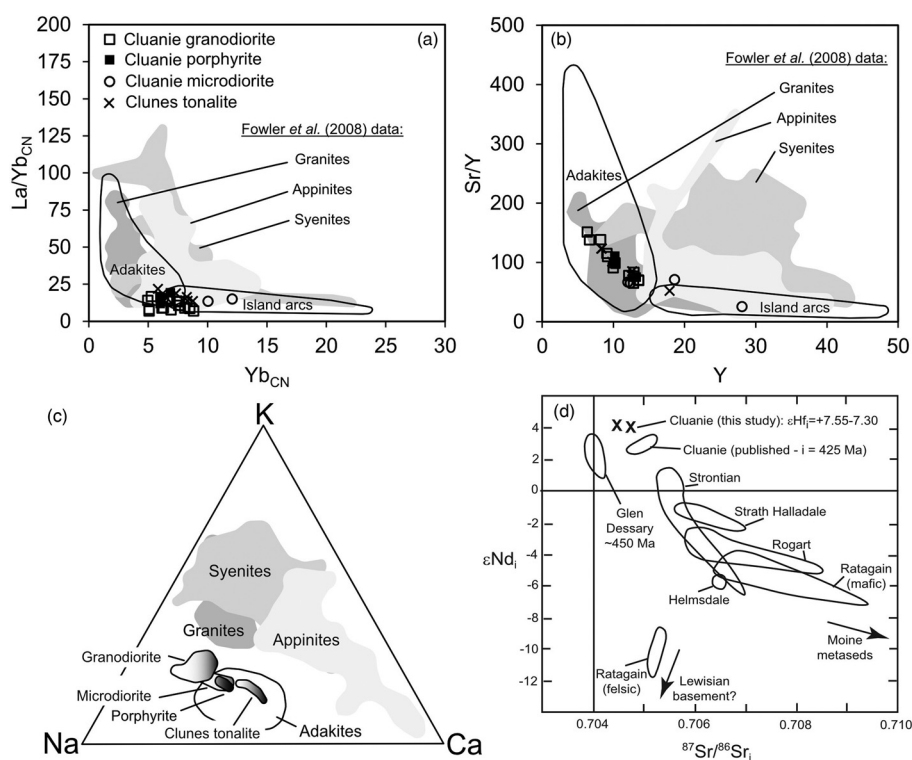 200
175
150
125
100
75
50
25
0
La/YbCN
0
5
10
15
20
25
YbCN
(a)
Cluanie granodiorite
Cluanie porphyrite
Cluanie microdiorite
Clunes tonalite
Fowler et al. (2008) data:
Granites
Appinites
Syenites
Adakites
Island arcs
500
400
300
200
100
0
Sr/Y
0
10
20
30
40
50
Y
(b)
Fowler et al. (2008) data:
Granites
Appinites
Syenites
Adakites
Island arcs
(c)
K
Na
Ca
Syenites
Granites
Appinites
Granodiorite
Microdiorite
Porphyrite
Clunes tonalite
Adakites
(d)
4
2
0
-2
-4
-6
-8
-10
-12
εNdi
0.704
0.706
0.708
0.710
87Sr/86Sri
Cluanie (this study): εHfi=+7.55-7.30
Cluanie (published - i = 425 Ma)
Strontian
Glen
Dessary
~450 Ma
Strath Halladale
Rogart
Ratagain
(mafic)
Helmsdale
Moine
metaseds
Ratagain
(felsic)
Lewisian
basement?